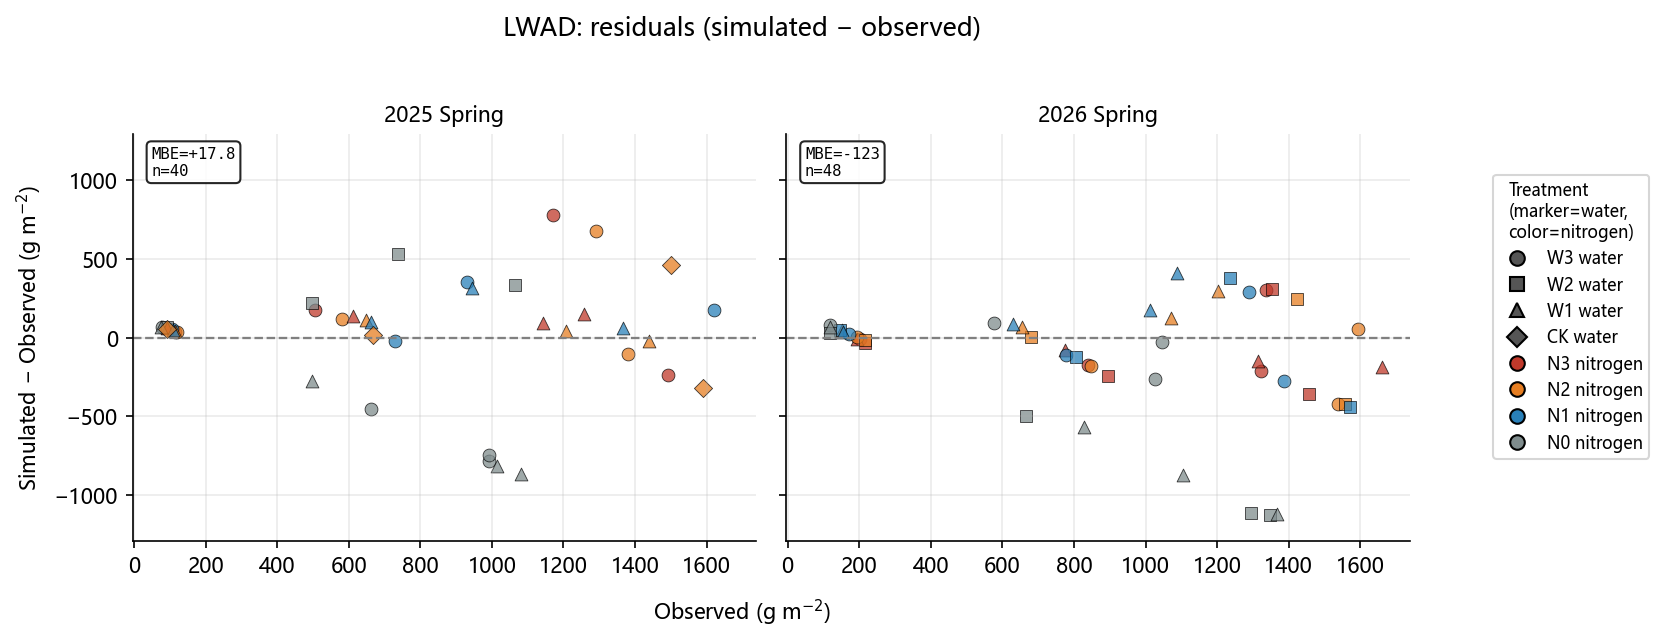 LWAD: residuals (simulated − observed)
2025 Spring
2026 Spring
MBE=+17.8
n=40
MBE=-123
n=48
Simulated − Observed (g m⁻²)
1000
500
0
−500
−1000
0 200 400 600 800 1000 1200 1400 1600
0 200 400 600 800 1000 1200 1400 1600
Observed (g m⁻²)
Treatment
(marker=water,
color=nitrogen)
W3 water
W2 water
W1 water
CK water
N3 nitrogen
N2 nitrogen
N1 nitrogen
N0 nitrogen